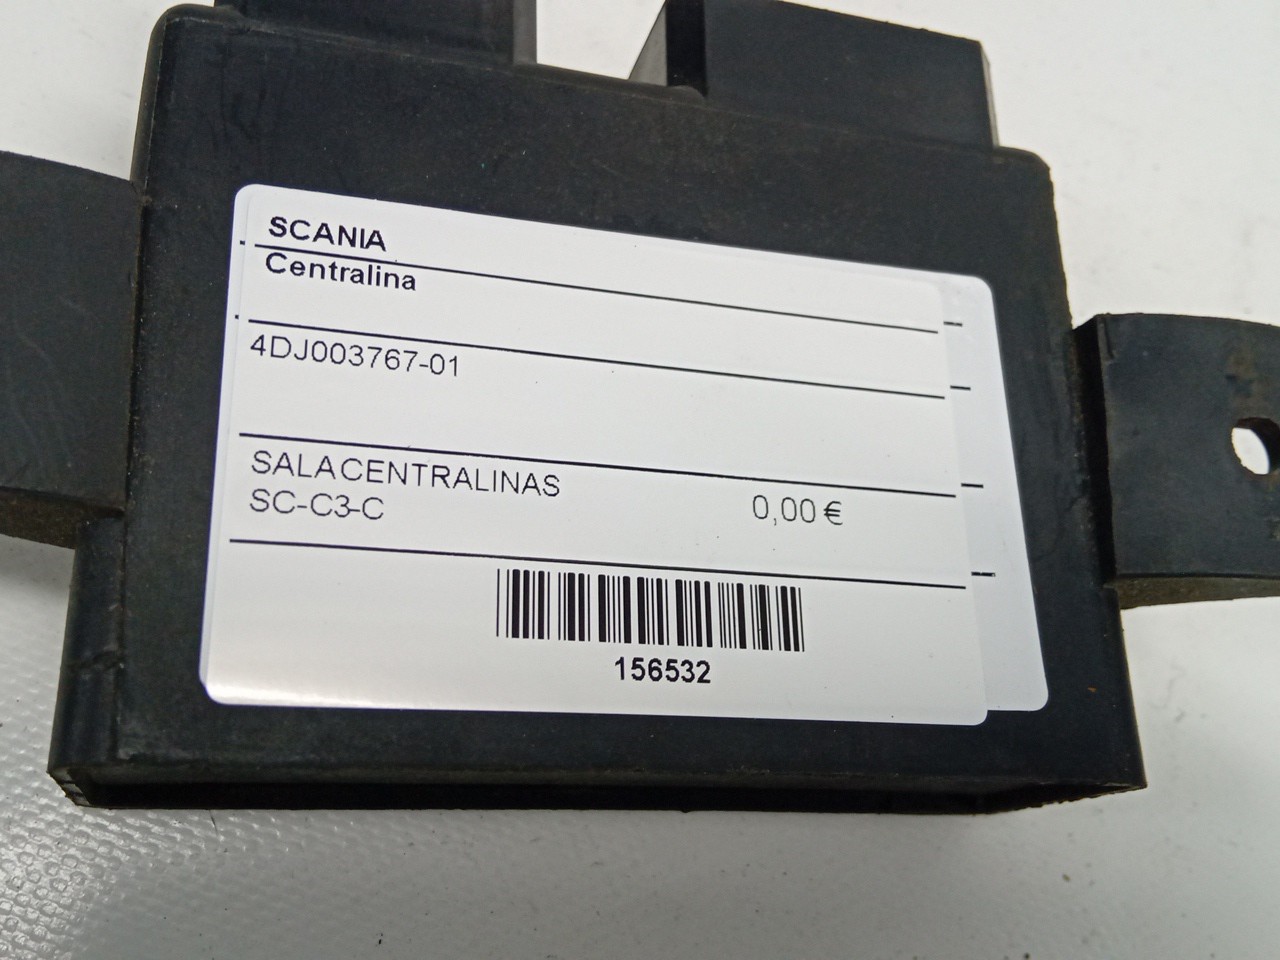 SCANIA
Centralina
4DJ003767-01
SALACENTRALINAS
SC-C3-C
0,00 €
156532